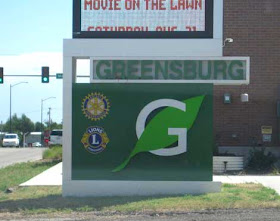 MOVIE ON THE LAWN
SATURDAY AUG 21
GREENSBURG
G
L